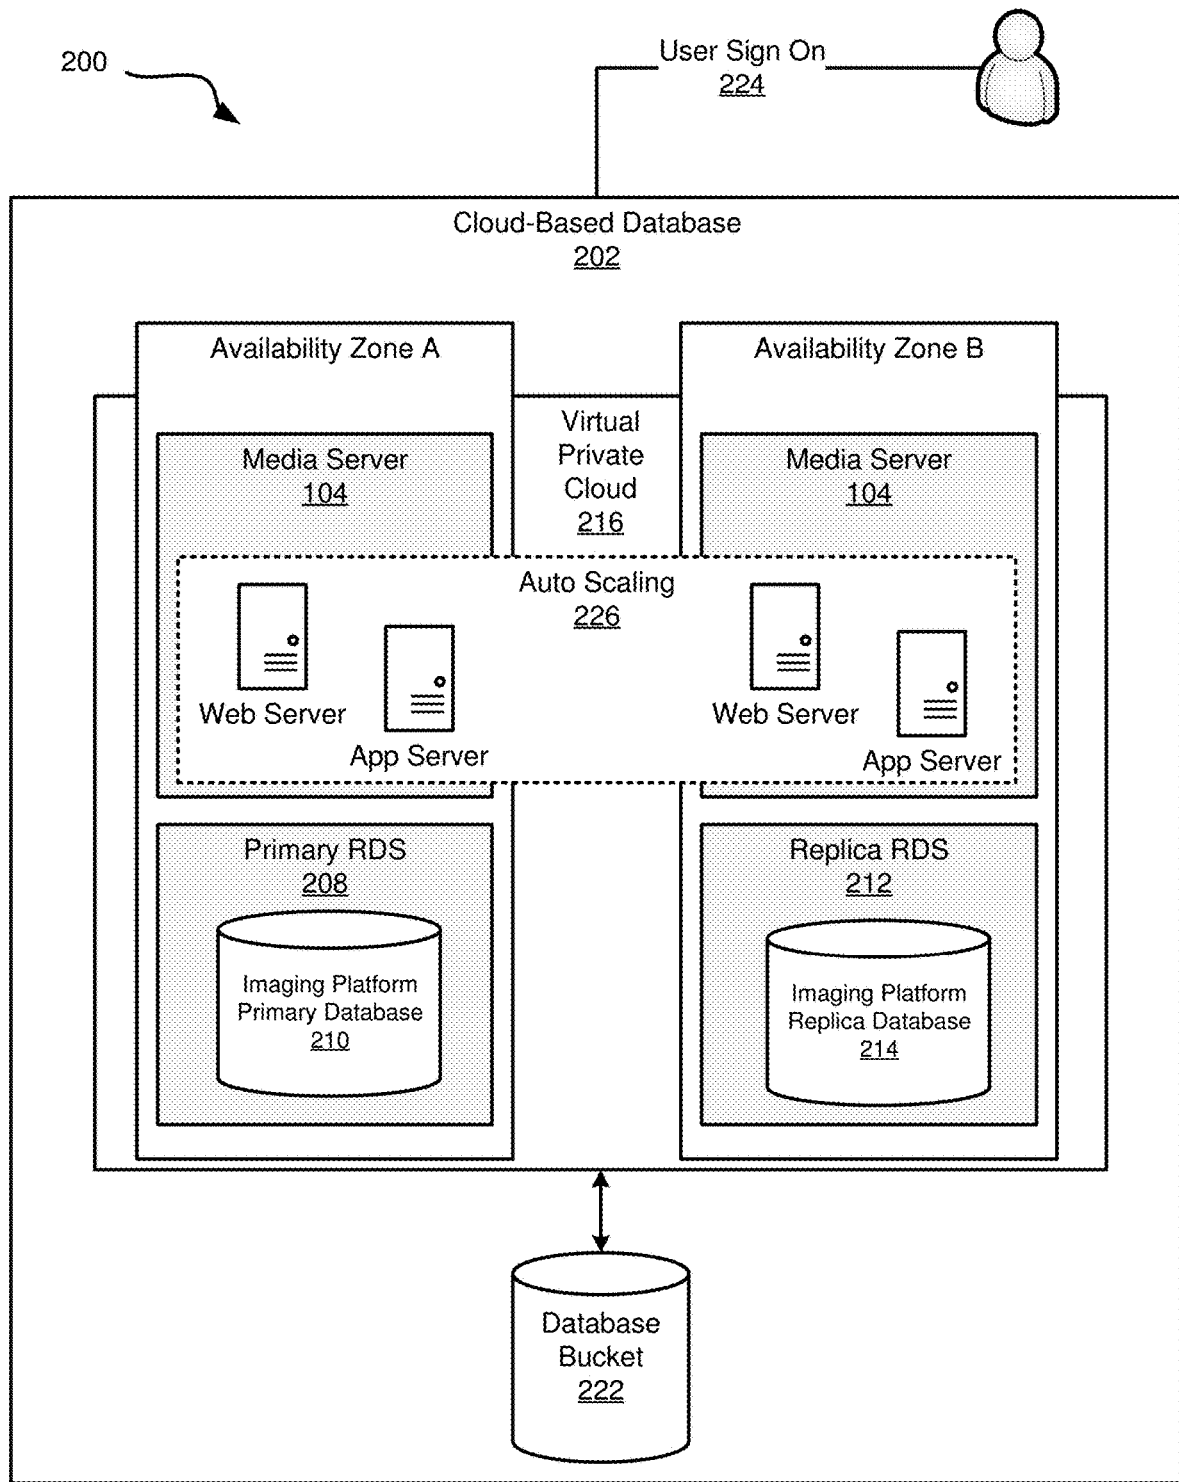 200
User Sign On
224
Cloud-Based Database
202
Availability Zone A
Availability Zone B
Virtual
Private
Cloud
216
Media Server
104
Media Server
104
Auto Scaling
226
Web Server
App Server
Web Server
App Server
Primary RDS
208
Imaging Platform
Primary Database
210
Replica RDS
212
Imaging Platform
Replica Database
214
Database
Bucket
222